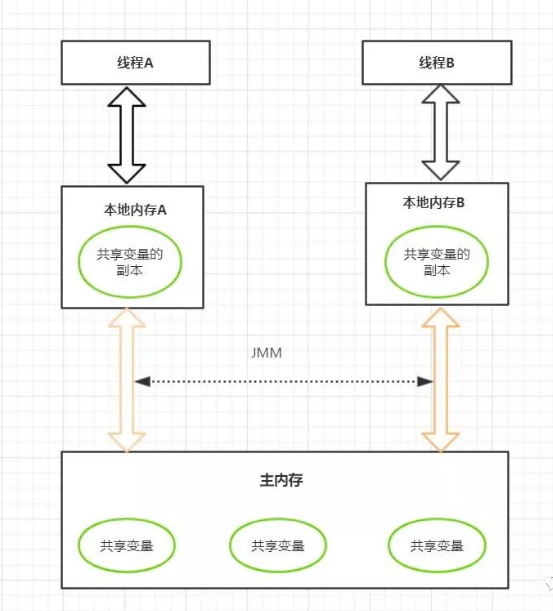 线程A
线程B
本地内存A
本地内存B
共享变量的
副本
共享变量的
副本
JMM
主内存
共享变量
共享变量
共享变量